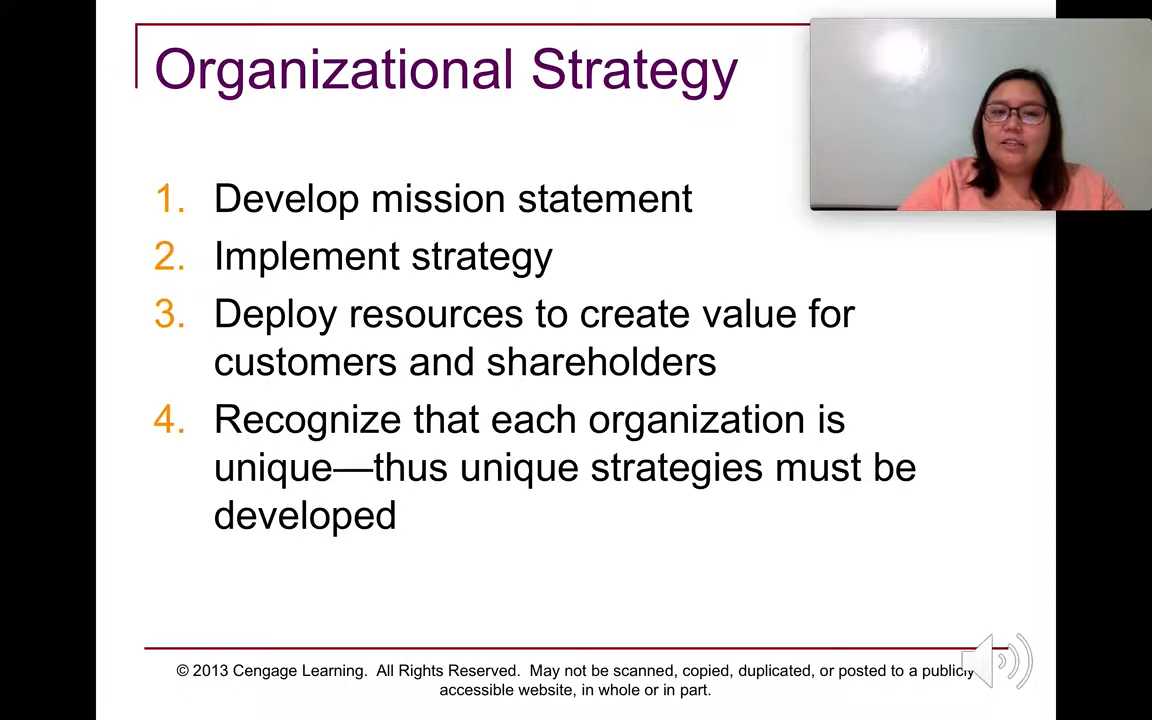 Organizational Strategy
1. Develop mission statement
2. Implement strategy
3. Deploy resources to create value for
customers and shareholders
4. Recognize that each organization is
unique—thus unique strategies must be
developed
© 2013 Cengage Learning. All Rights Reserved. May not be scanned, copied, duplicated, or posted to a publicly
accessible website, in whole or in part.